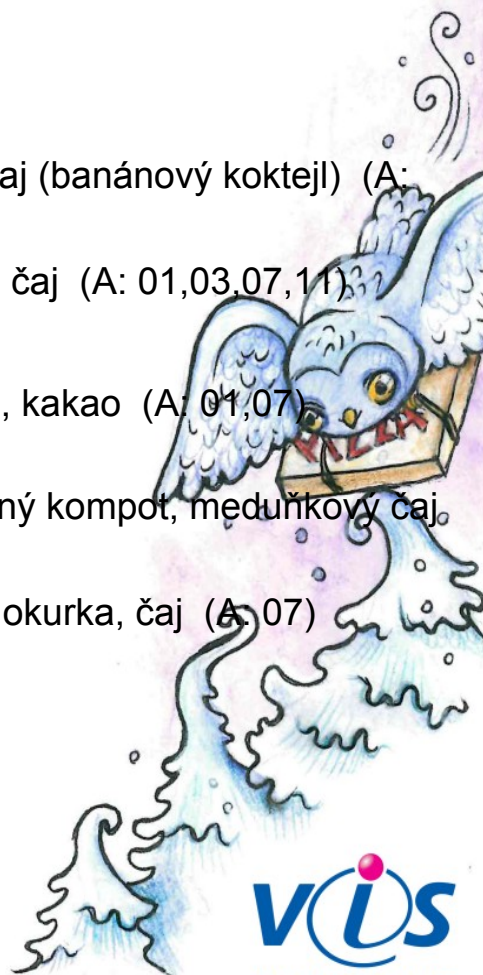 aj (banánový koktejl) (A:
čaj (A: 01,03,07,11)
, kakao (A: 01,07)
PIZZA
ný kompot, meduňkový čaj
okurka, čaj (A: 07)
vis